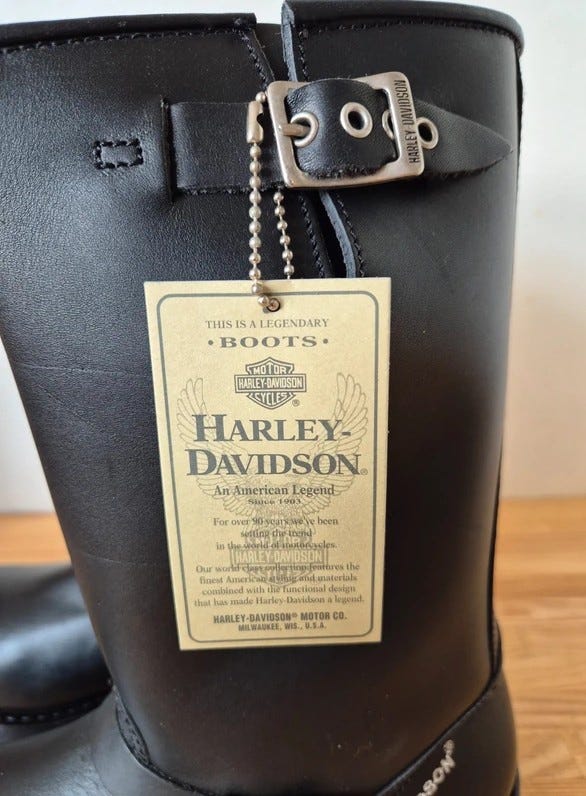 HARLEY-DAVIDSON
THIS IS A LEGENDARY
• BOOTS •
MOTOR
HARLEY-DAVIDSON
CYCLES
®
HARLEY-
DAVIDSON®
An American Legend
Since 1903
For over 90 years we've been
setting the trend
in the world of motorcycles.
HARLEY-DAVIDSON
Our world class collection features the
finest American styling and materials
combined with the functional design
that has made Harley-Davidson a legend.
HARLEY-DAVIDSON® MOTOR CO.
MILWAUKEE, WIS., U.S.A.
DSON®